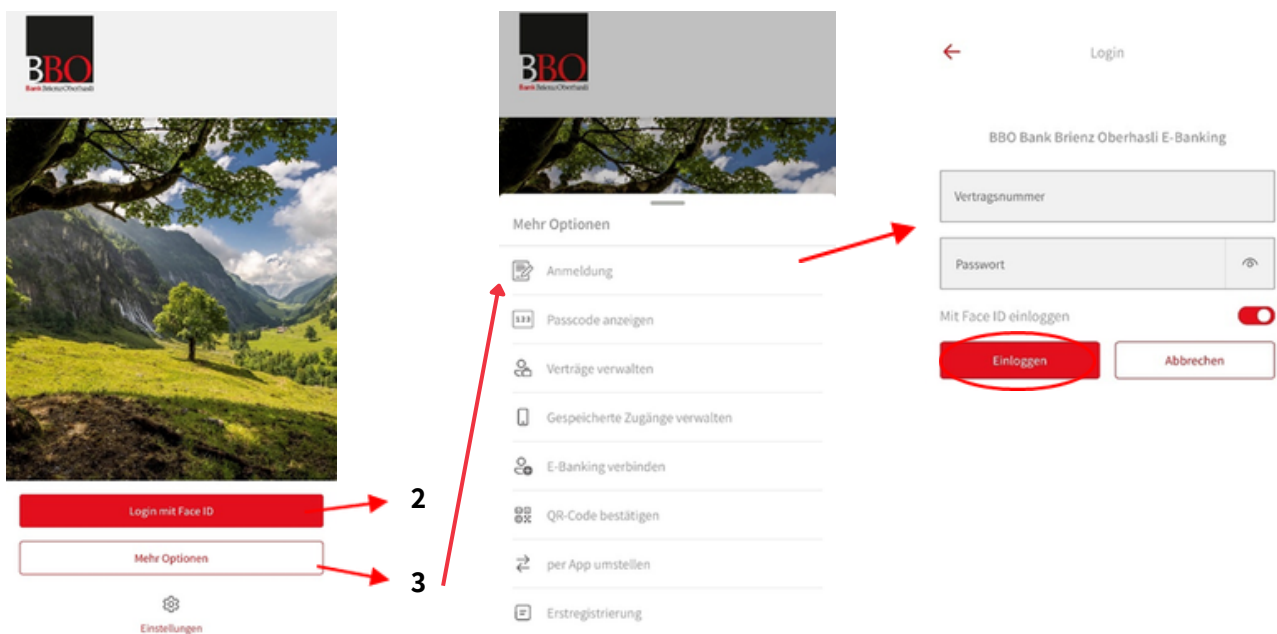 BBO
Bank Brienz Oberhasli
Login mit Face ID
2
Mehr Optionen
3
Einstellungen
BBO
Bank Brienz Oberhasli
Mehr Optionen
Anmeldung
133
Passcode anzeigen
Verträge verwalten
Gespeicherte Zugänge verwalten
E-Banking verbinden
QR-Code bestätigen
per App umstellen
Erstregistrierung
Login
BBO Bank Brienz Oberhasli E-Banking
Vertragsnummer
Passwort
Mit Face ID einloggen
Einloggen
Abbrechen